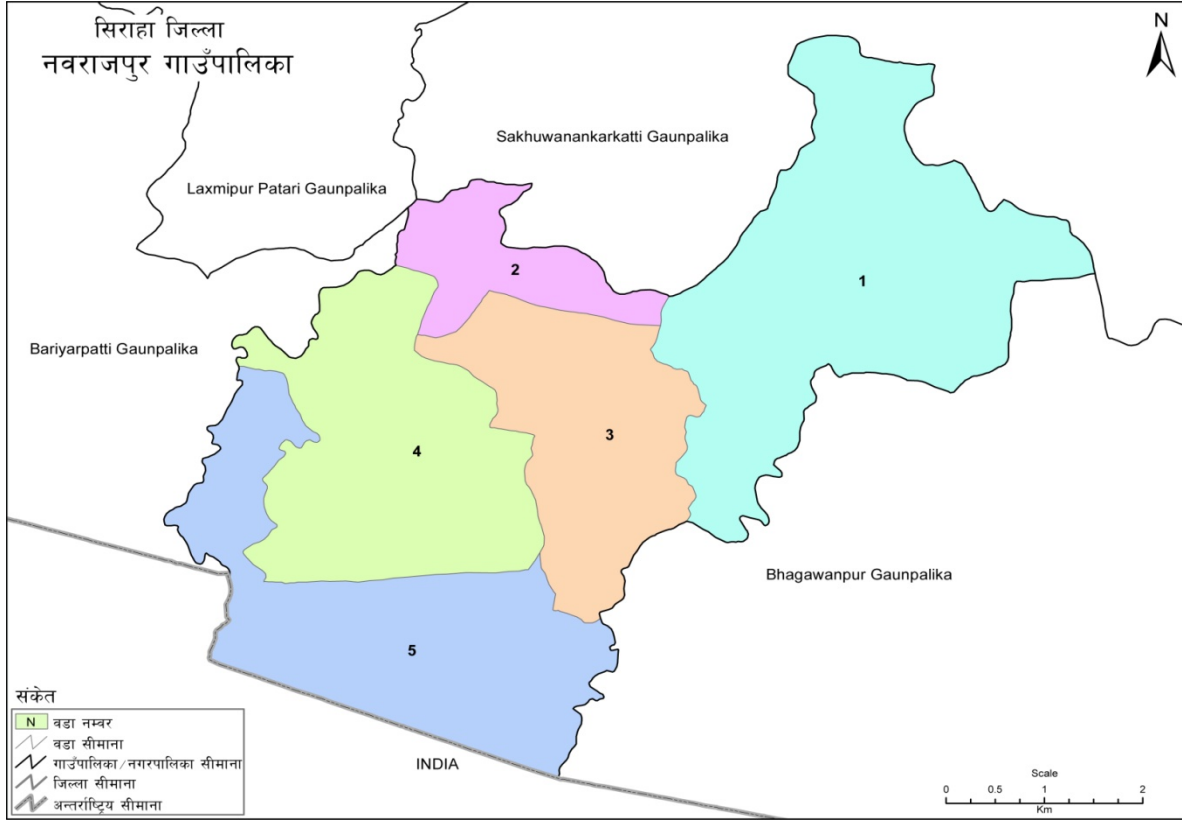 सिराहा जिल्ला
नवराजपुर गाउँपालिका
N
Sakhuwanankarkatti Gaunpalika
Laxmipur Patari Gaunpalika
2
1
Bariyarpatti Gaunpalika
3
4
Bhagawanpur Gaunpalika
5
INDIA
संकेत
N वडा नम्वर
वडा सीमाना
गाउँपालिका/नगरपालिका सीमाना
जिल्ला सीमाना
अन्तर्राष्ट्रिय सीमाना
Scale
0 0.5 1 2
Km